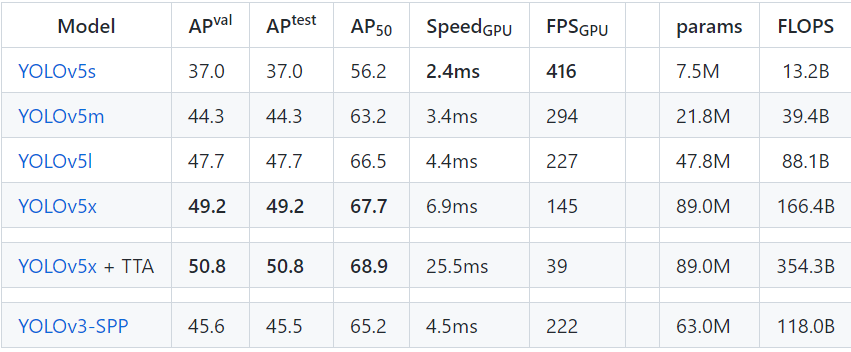 Model APval APtest AP50 SpeedGPU FPSGPU params FLOPS
YOLOv5s 37.0 37.0 56.2 2.4ms 416 7.5M 13.2B
YOLOv5m 44.3 44.3 63.2 3.4ms 294 21.8M 39.4B
YOLOv5l 47.7 47.7 66.5 4.4ms 227 47.8M 88.1B
YOLOv5x 49.2 49.2 67.7 6.9ms 145 89.0M 166.4B
YOLOv5x + TTA 50.8 50.8 68.9 25.5ms 39 89.0M 354.3B
YOLOv3-SPP 45.6 45.5 65.2 4.5ms 222 63.0M 118.0B